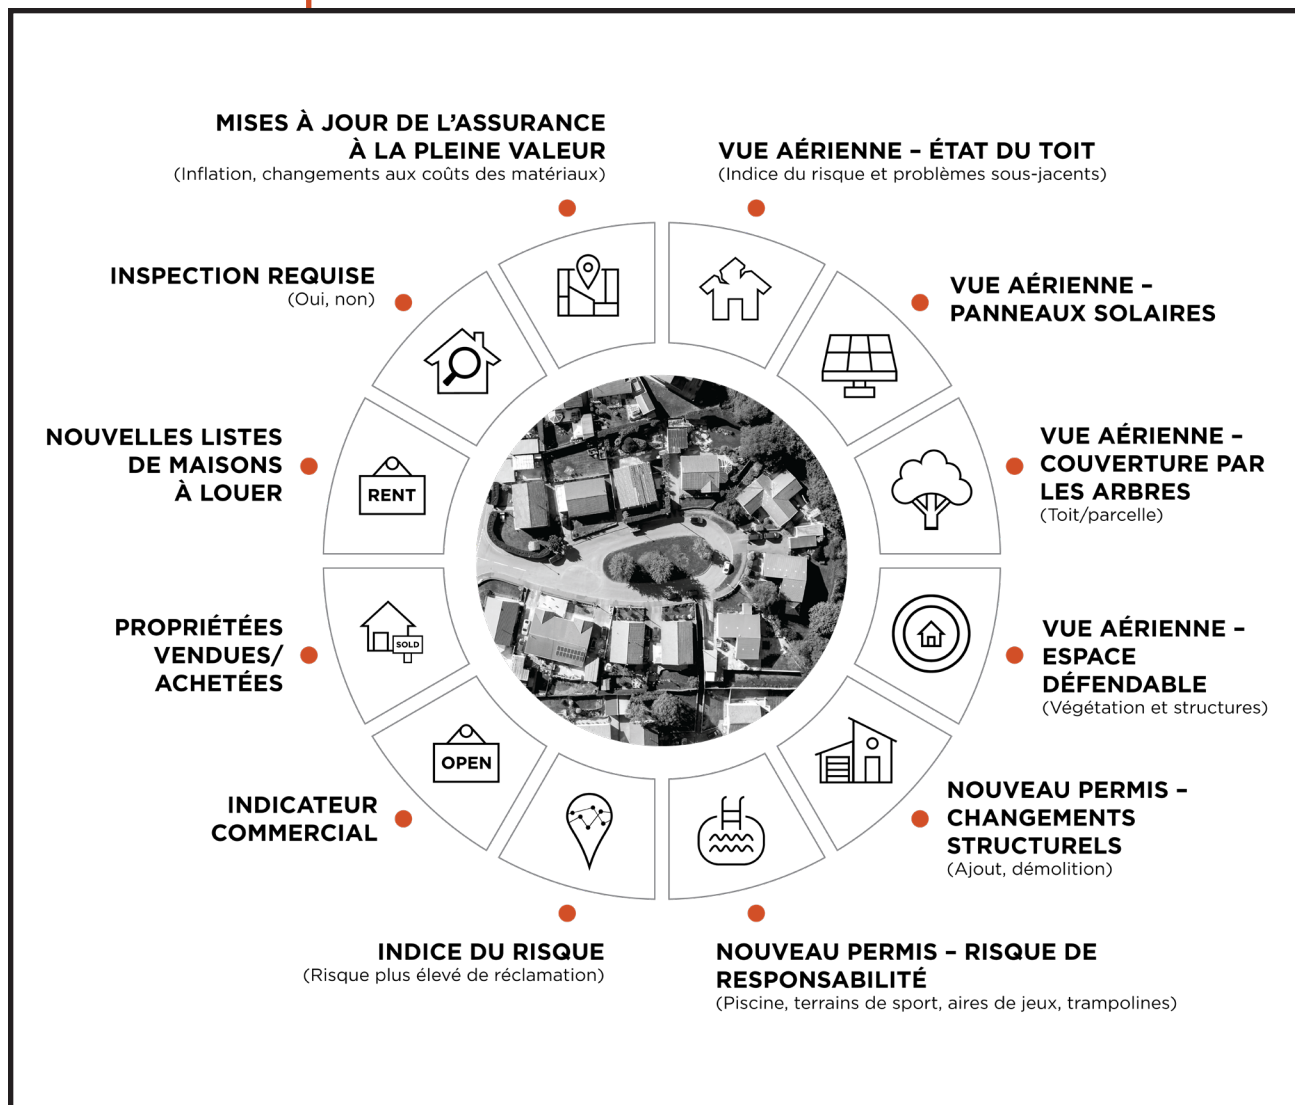 MISES À JOUR DE L'ASSURANCE
À LA PLEINE VALEUR
(Inflation, changements aux coûts des matériaux)
VUE AÉRIENNE – ÉTAT DU TOIT
(Indice du risque et problèmes sous-jacents)
INSPECTION REQUISE
(Oui, non)
VUE AÉRIENNE –
PANNEAUX SOLAIRES
NOUVELLES LISTES
DE MAISONS
À LOUER
RENT
VUE AÉRIENNE –
COUVERTURE PAR
LES ARBRES
(Toit/parcelle)
PROPRIÉTÉES
VENDUES/
ACHETÉES
SOLD
VUE AÉRIENNE –
ESPACE
DÉFENDABLE
(Végétation et structures)
INDICATEUR
COMMERCIAL
OPEN
NOUVEAU PERMIS –
CHANGEMENTS
STRUCTURELS
(Ajout, démolition)
INDICE DU RISQUE
(Risque plus élevé de réclamation)
NOUVEAU PERMIS – RISQUE DE
RESPONSABILITÉ
(Piscine, terrains de sport, aires de jeux, trampolines)